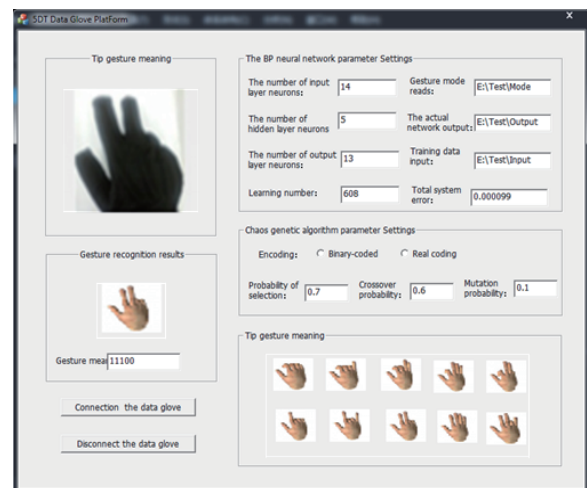 5DT Data Glove PlatForm
x
Tip gesture meaning
The BP neural network parameter Settings
The number of input
layer neurons:
14
Gesture mode
reads:
E:\Test\Mode
The number of
hidden layer neurons
5
The actual
network output:
E:\Test\Output
The number of output
layer neurons:
13
Training data
input:
E:\Test\Input
Learning number:
608
Total system
error:
0.000099
Gesture recognition results
Gesture mea
11100
Chaos genetic algorithm parameter Settings
Encoding:
Binary-coded
Real coding
Probability of
selection:
0.7
Crossover
probability:
0.6
Mutation
probability:
0.1
Tip gesture meaning
Connection the data glove
Disconnect the data glove